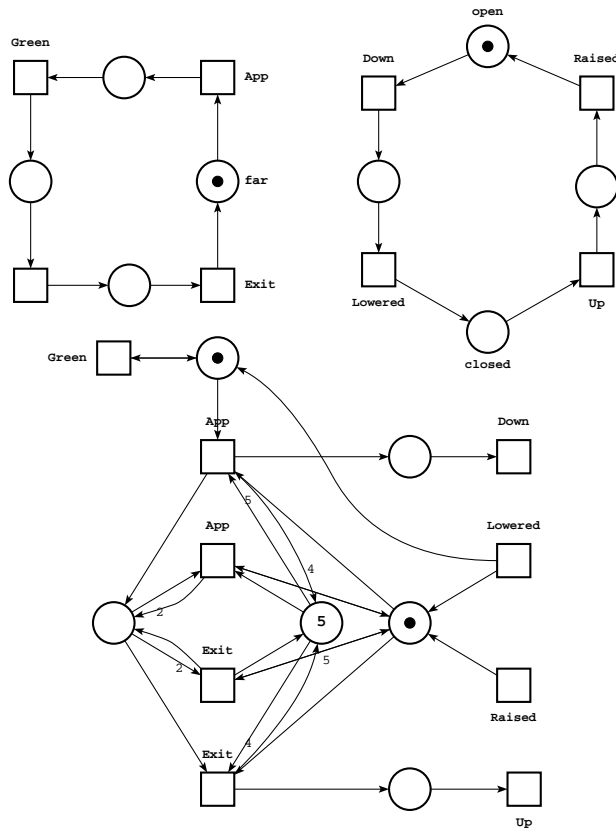 open
Green
Down
Raised
App
far
Exit
Lowered
Up
closed
Green
App
Down
5
App
Lowered
4
2
5
Exit
2
5
Raised
4
Exit
Up